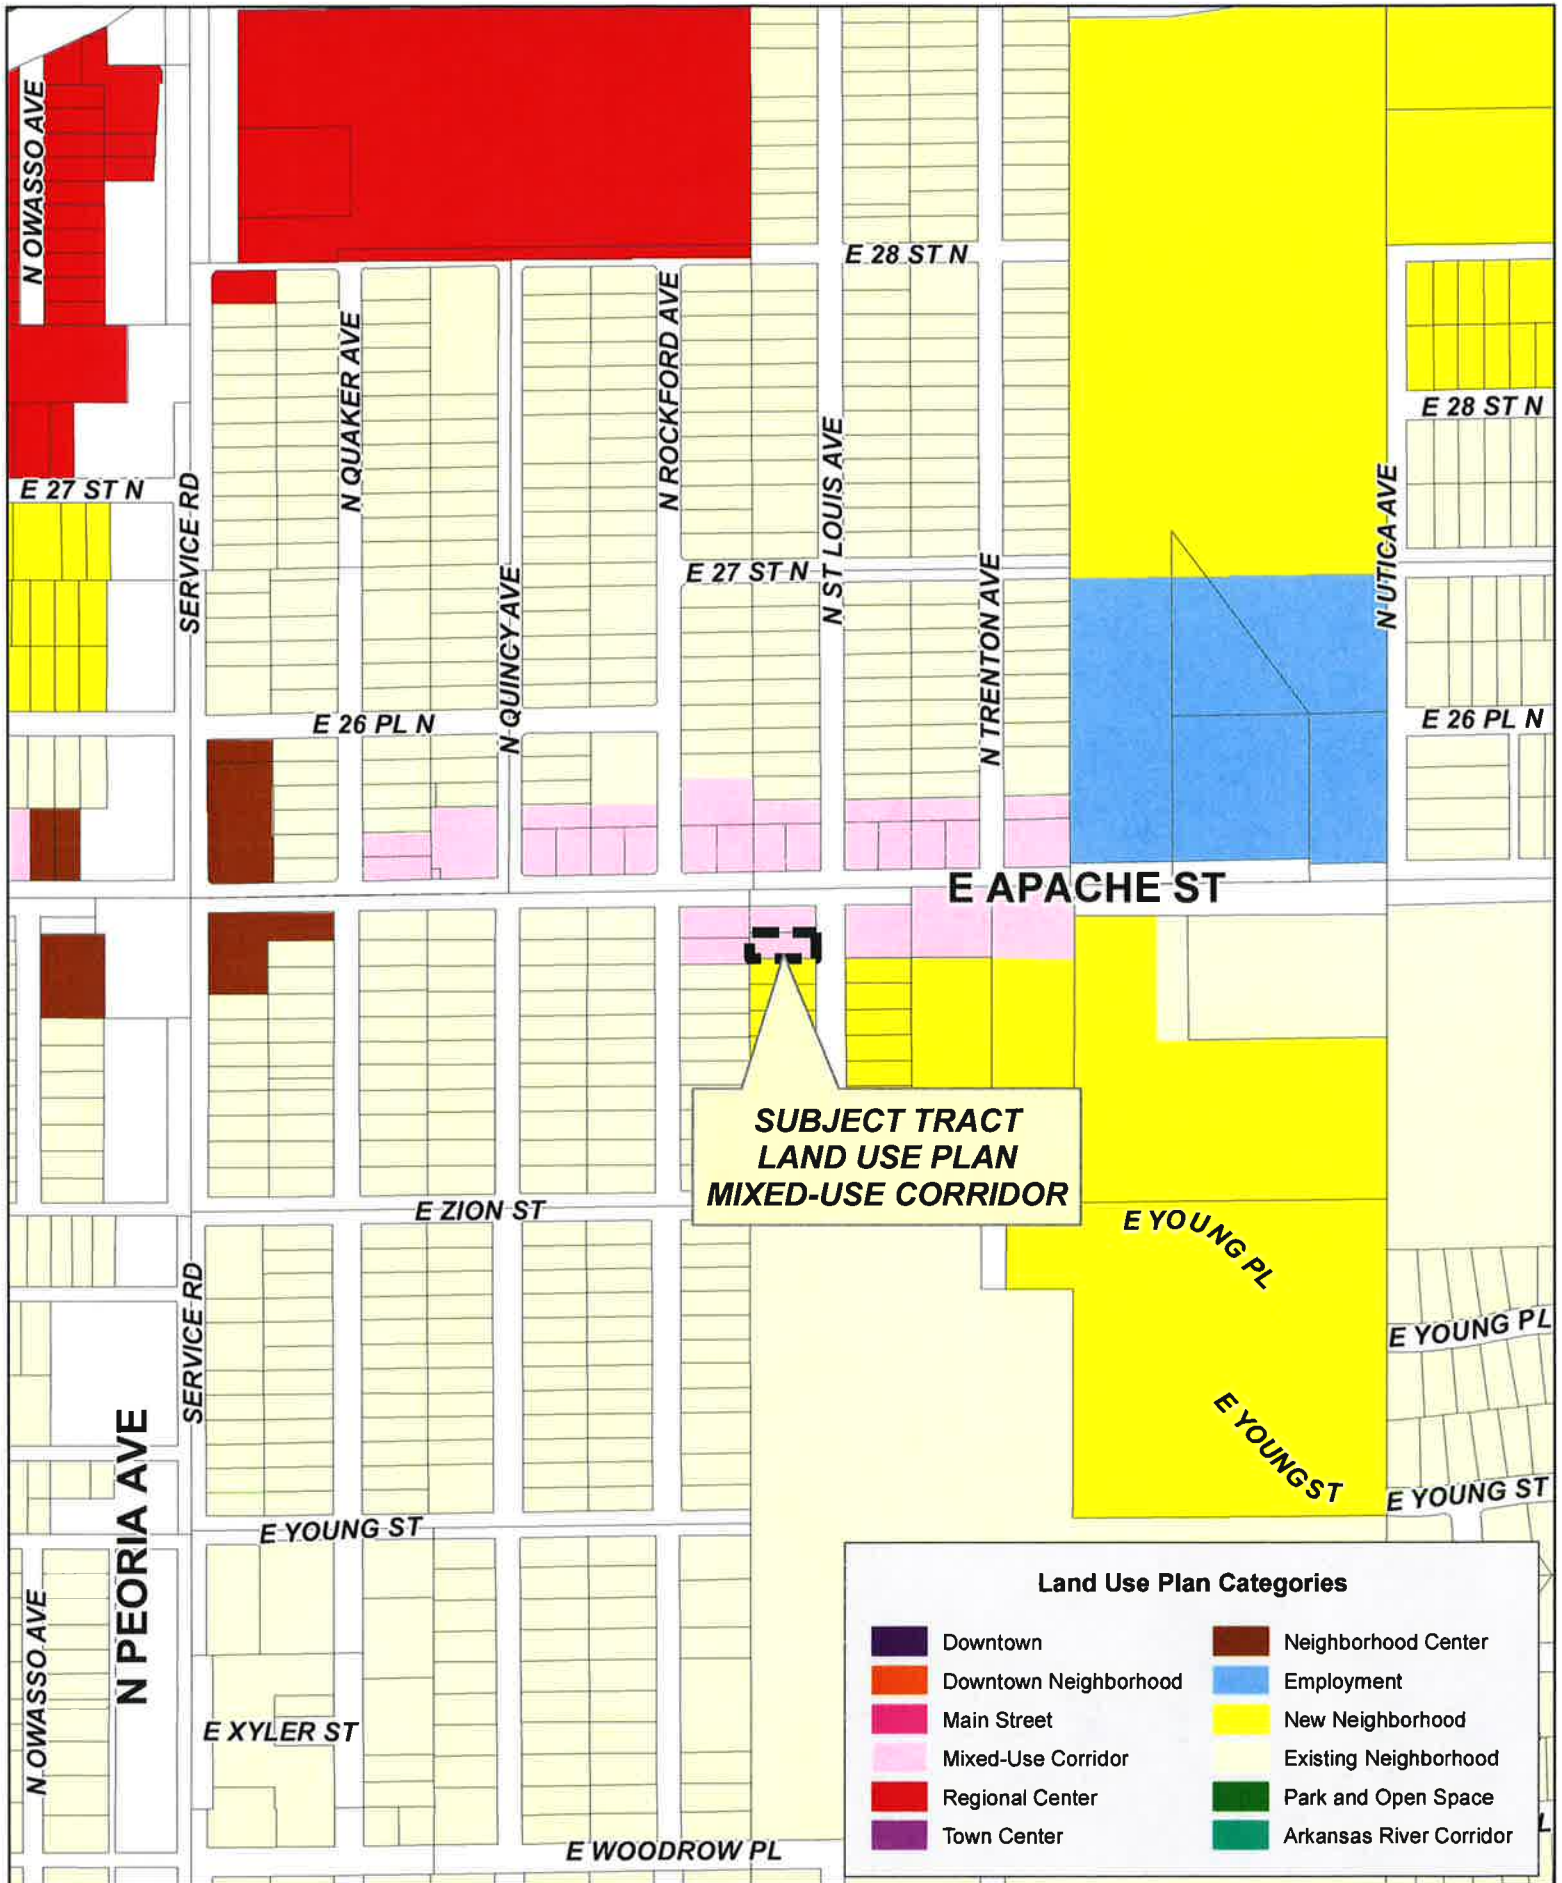 N OWASSO AVE
E 28 ST N
N QUAKER AVE
N ROCKFORD AVE
E 28 ST N
N ST LOUIS AVE
E 27 ST N
SERVICE RD
N UTICA AVE
E 27 ST N
N QUINCY AVE
N TRENTON AVE
E 26 PL N
E 26 PL N
E APACHE ST
SUBJECT TRACT
LAND USE PLAN
MIXED-USE CORRIDOR
E ZION ST
E YOUNG PL
SERVICE RD
E YOUNG PL
E YOUNG ST
E YOUNG ST
N PEORIA AVE
E YOUNG ST
N OWASSO AVE
E XYLER ST
E WOODROW PL
Land Use Plan Categories
Downtown
Downtown Neighborhood
Main Street
Mixed-Use Corridor
Regional Center
Town Center
Neighborhood Center
Employment
New Neighborhood
Existing Neighborhood
Park and Open Space
Arkansas River Corridor